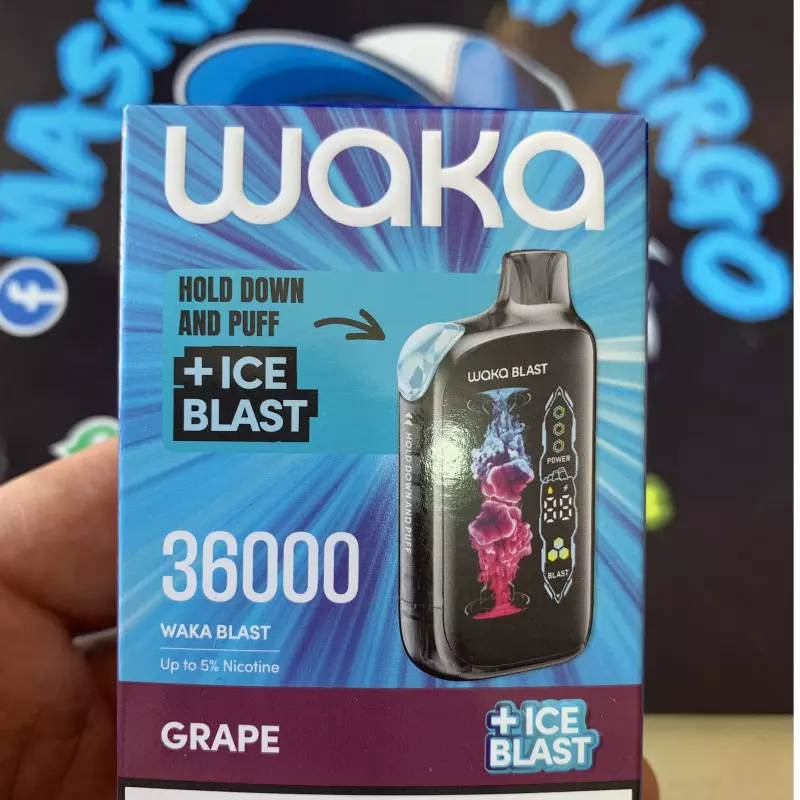 waka
HOLD DOWN
AND PUFF
+ICE
BLAST
WAKA BLAST
<< HOLD DOWN AND PUFF
POWER
88
BLAST
36000
WAKA BLAST
Up to 5% Nicotine
GRAPE
+ICE
BLAST